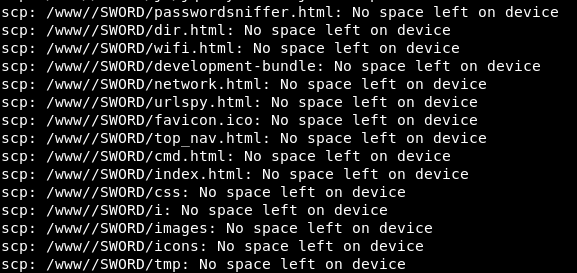 scp: /www//SWORD/passwordsniffer.html: No space left on device
scp: /www//SWORD/dir.html: No space left on device
scp: /www//SWORD/wifi.html: No space left on device
scp: /www//SWORD/development-bundle: No space left on device
scp: /www//SWORD/network.html: No space left on device
scp: /www//SWORD/urlspy.html: No space left on device
scp: /www//SWORD/favicon.ico: No space left on device
scp: /www//SWORD/top_nav.html: No space left on device
scp: /www//SWORD/cmd.html: No space left on device
scp: /www//SWORD/index.html: No space left on device
scp: /www//SWORD/css: No space left on device
scp: /www//SWORD/i: No space left on device
scp: /www//SWORD/images: No space left on device
scp: /www//SWORD/icons: No space left on device
scp: /www//SWORD/tmp: No space left on device